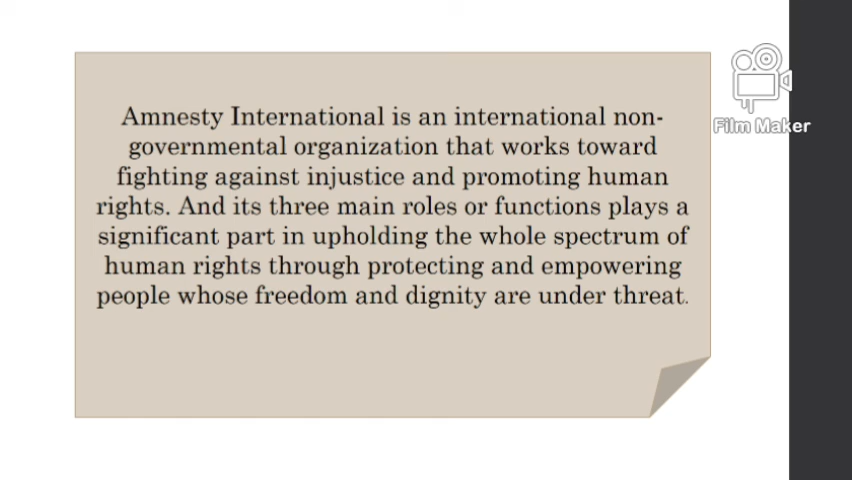 Amnesty International is an international non-
governmental organization that works toward
fighting against injustice and promoting human
rights. And its three main roles or functions plays a
significant part in upholding the whole spectrum of
human rights through protecting and empowering
people whose freedom and dignity are under threat.
Film Maker